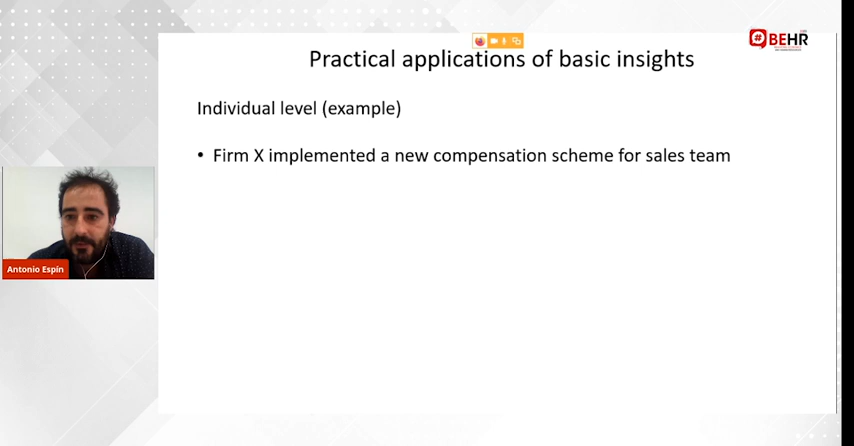 #BEHR
Practical applications of basic insights
Individual level (example)
• Firm X implemented a new compensation scheme for sales team
Antonio Espín